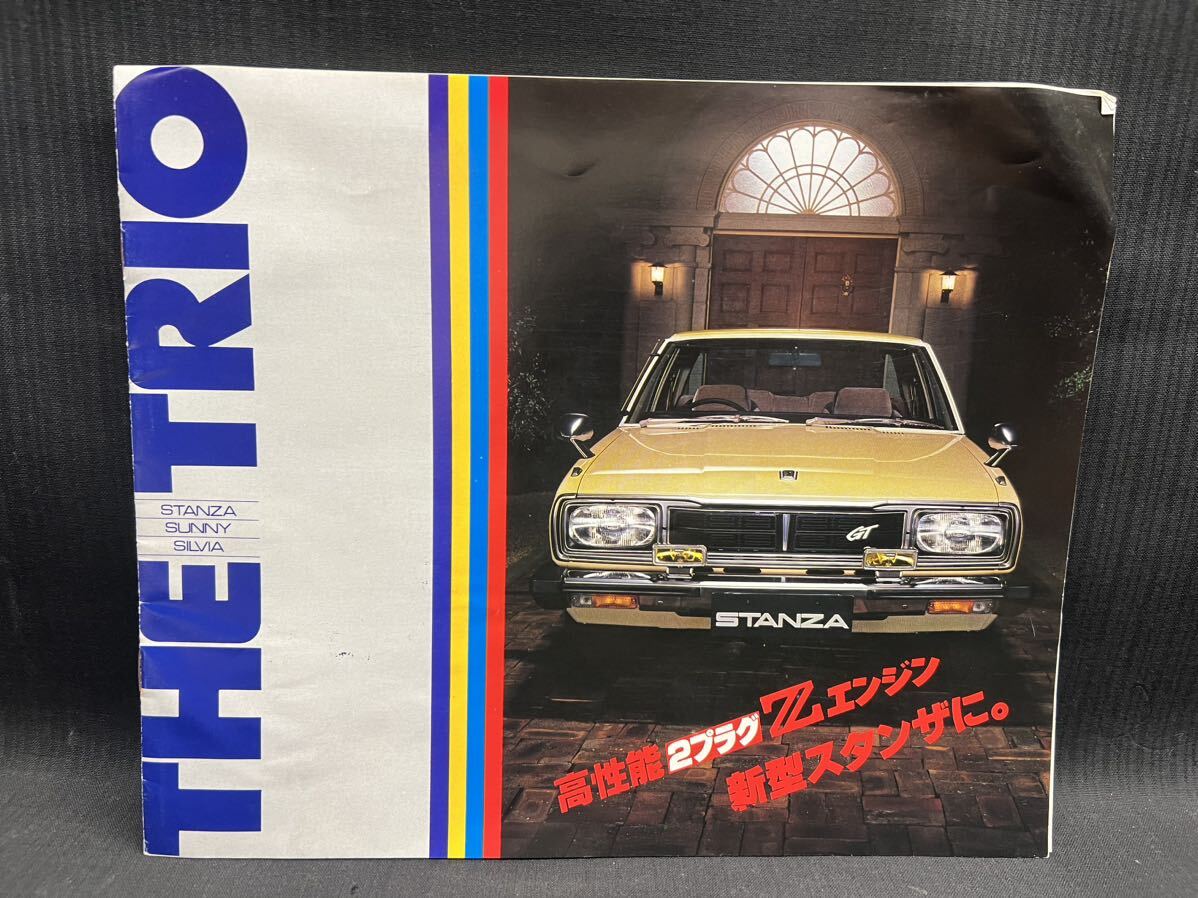 THE TRIO
STANZA
SUNNY
SILVIA
GT
STANZA
高性能2プラグZエンジン
新型スタンザに。